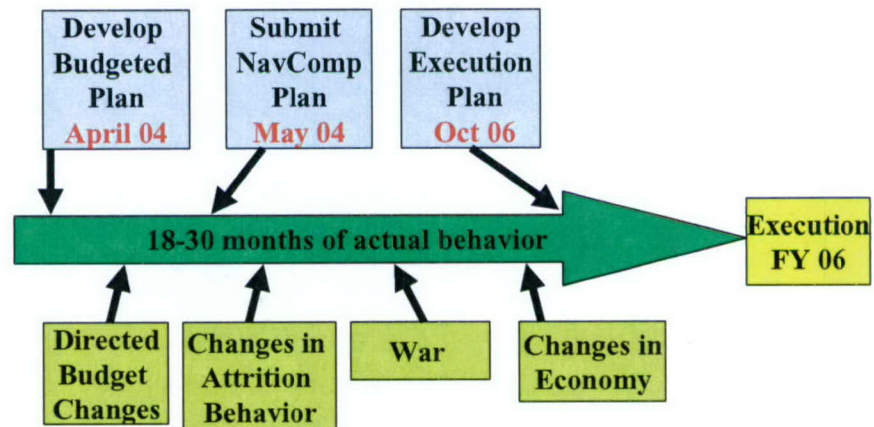 Develop
Budgeted
Plan
April 04
Submit
NavComp
Plan
May 04
Develop
Execution
Plan
Oct 06
18-30 months of actual behavior
Execution
FY 06
Directed
Budget
Changes
Changes in
Attrition
Behavior
War
Changes in
Economy